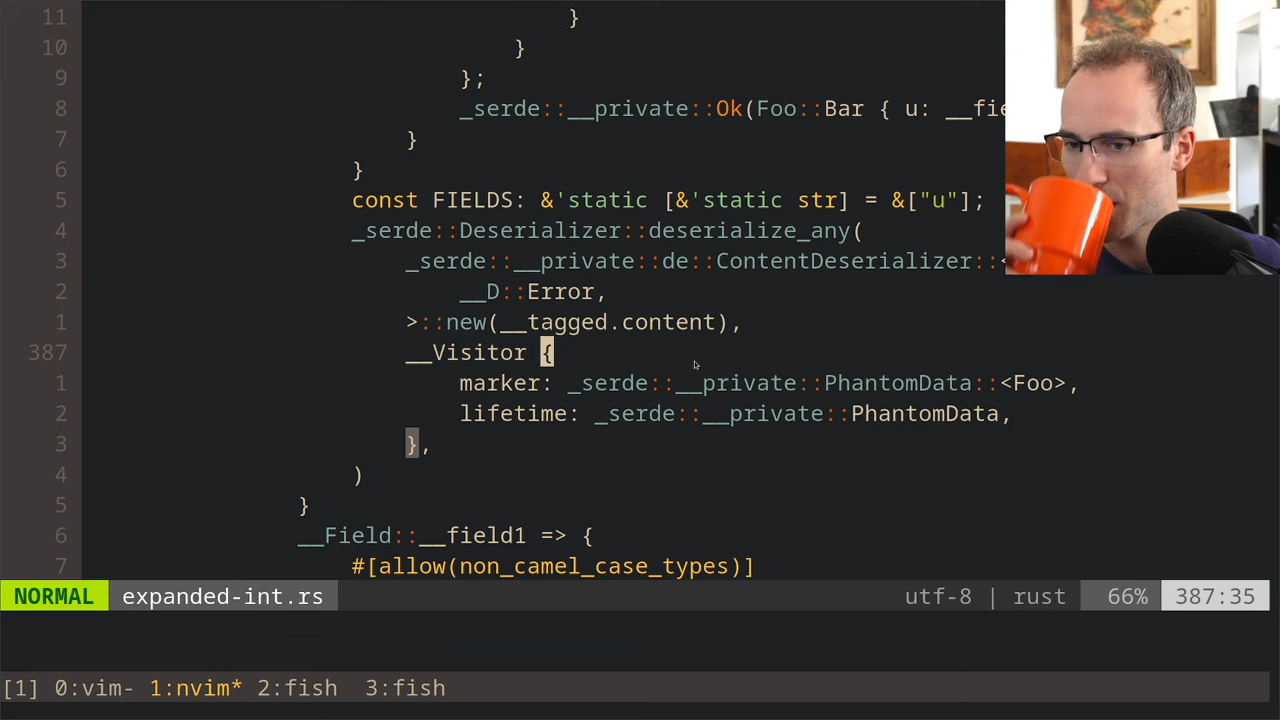 11 }
10 }
9 };
8 _serde::__private::Ok(Foo::Bar { u: __fie
7 }
6 }
5 const FIELDS: &'static [&'static str] = &["u"];
4 _serde::Deserializer::deserialize_any(
3 _serde::__private::de::ContentDeserializer::<
2 __D::Error,
1 >::new(__tagged.content),
387 __Visitor {
1 marker: _serde::__private::PhantomData::<Foo>,
2 lifetime: _serde::__private::PhantomData,
3 },
4 )
5 }
6 __Field::__field1 => {
7 #[allow(non_camel_case_types)]
NORMAL expanded-int.rs utf-8 | rust 66% 387:35
[1] 0:vim- 1:nvim* 2:fish 3:fish